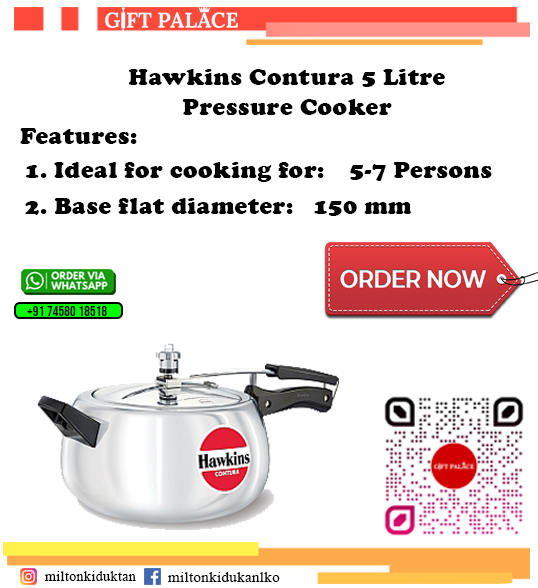 GIFT PALACE
Hawkins Contura 5 Litre
Pressure Cooker
Features:
1. Ideal for cooking for: 5-7 Persons
2. Base flat diameter: 150 mm
ORDER VIA
WHATSAPP
+91 74580 18518
ORDER NOW
Hawkins
CONTURA
GIFT PALACE
miltonkiduktan miltonkidukanlko